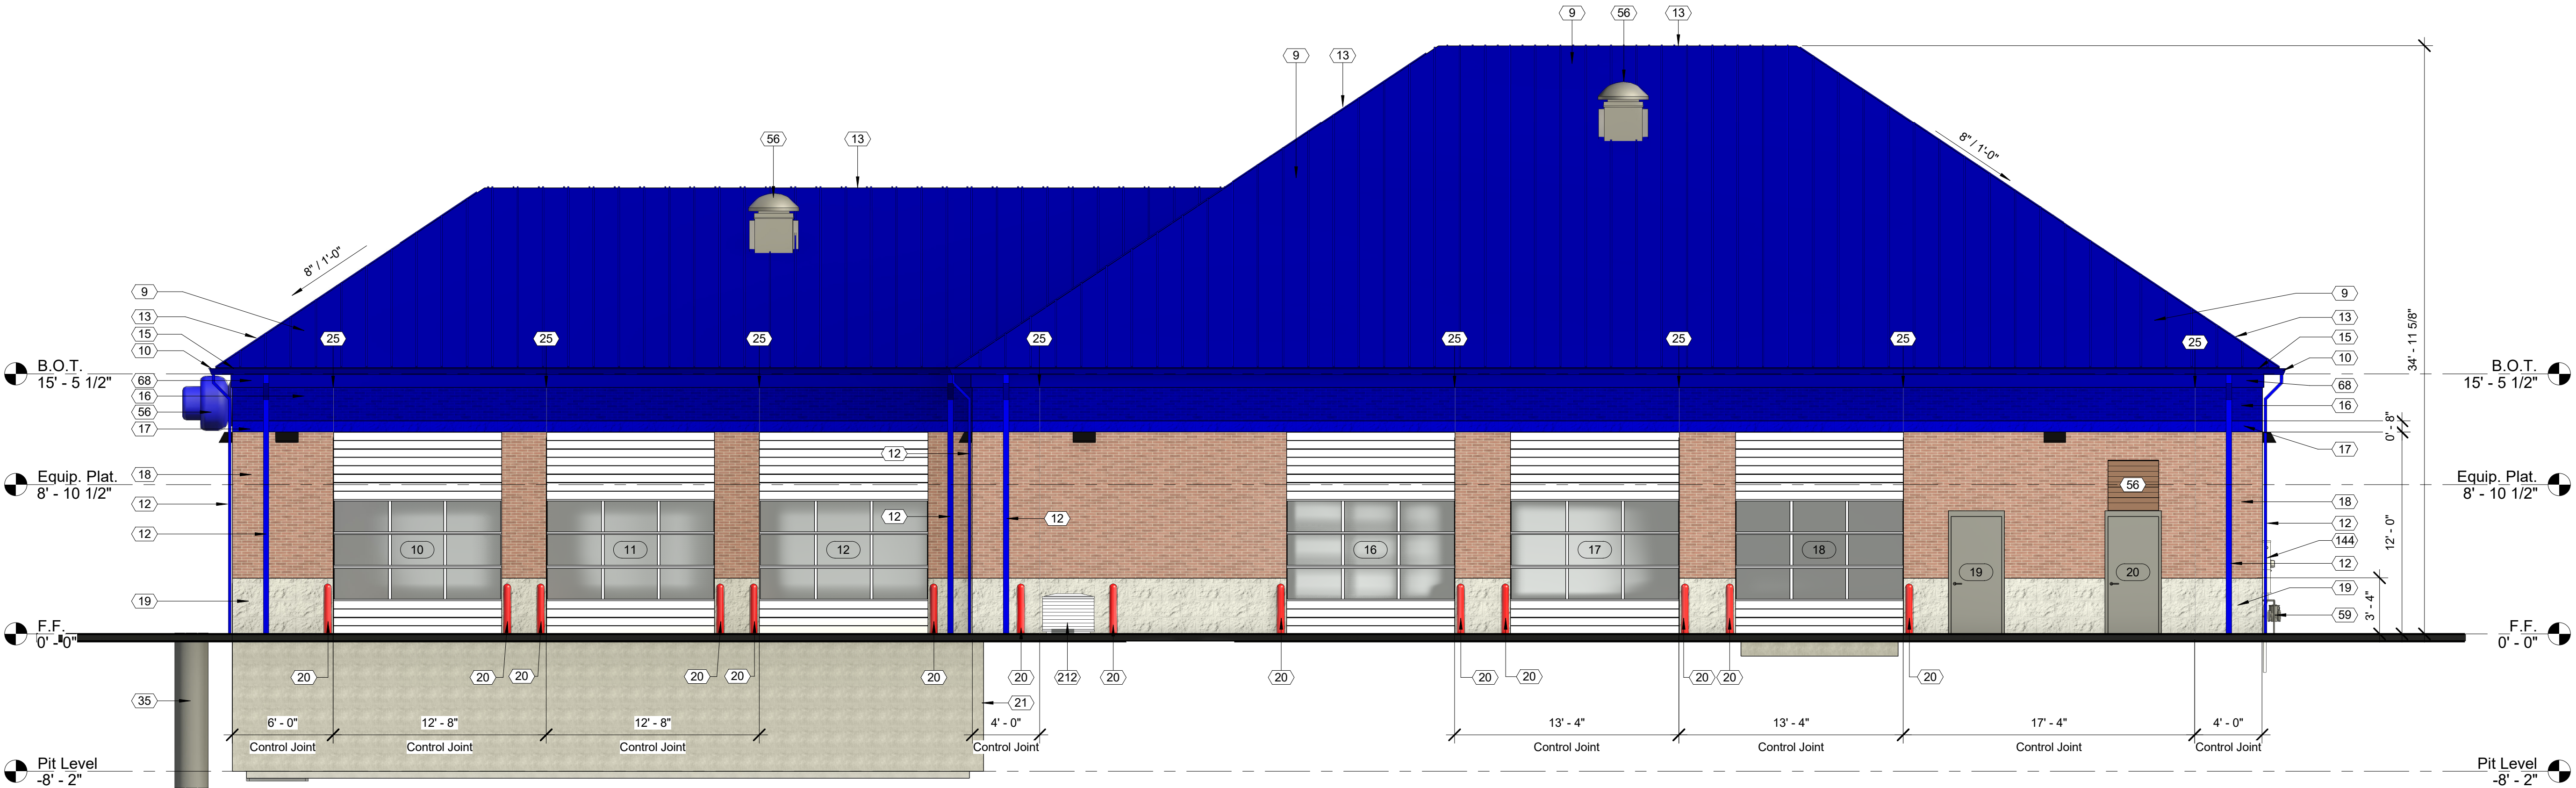 9 56 13
9 13
56 13
8" / 1'-0"
8" / 1'-0"
34' - 11 5/8"
9
13
15
10
B.O.T.
15' - 5 1/2"
68
16
56
17
25 25 25 25 25 25 25 25
9
13
15
10
B.O.T.
15' - 5 1/2"
68
16
0' - 8"
17
Equip. Plat.
8' - 10 1/2"
18
12
12
12
12
12
56
Equip. Plat.
8' - 10 1/2"
18
12
144
12
12' - 0"
10 11 12 16 17 18 19 20
19
19
3' - 4"
59
F.F.
0' - 0"
F.F.
0' - 0"
20 20 20 20 20 20 20 212 20 20 20 20 20 20 20
35
21
6' - 0" 12' - 8" 12' - 8" 4' - 0" 13' - 4" 13' - 4" 17' - 4" 4' - 0"
Control Joint Control Joint Control Joint Control Joint Control Joint Control Joint Control Joint Control Joint
Pit Level
-8' - 2"
Pit Level
-8' - 2"